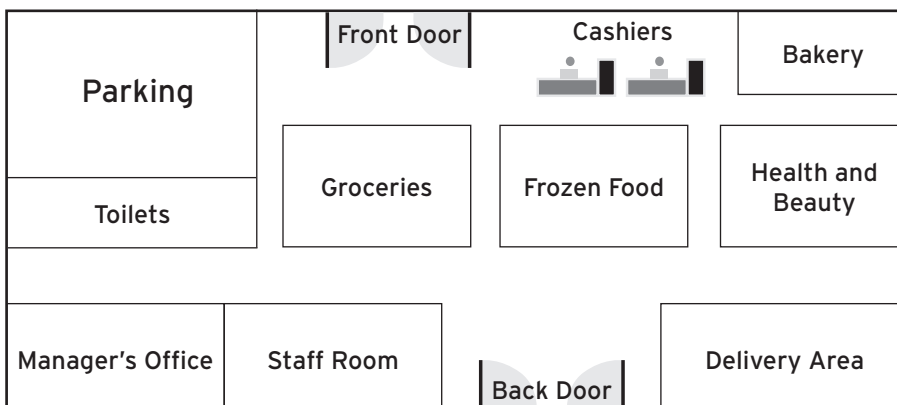 Front Door
Cashiers
Bakery
Parking
Groceries
Frozen Food
Health and
Beauty
Toilets
Manager's Office
Staff Room
Back Door
Delivery Area